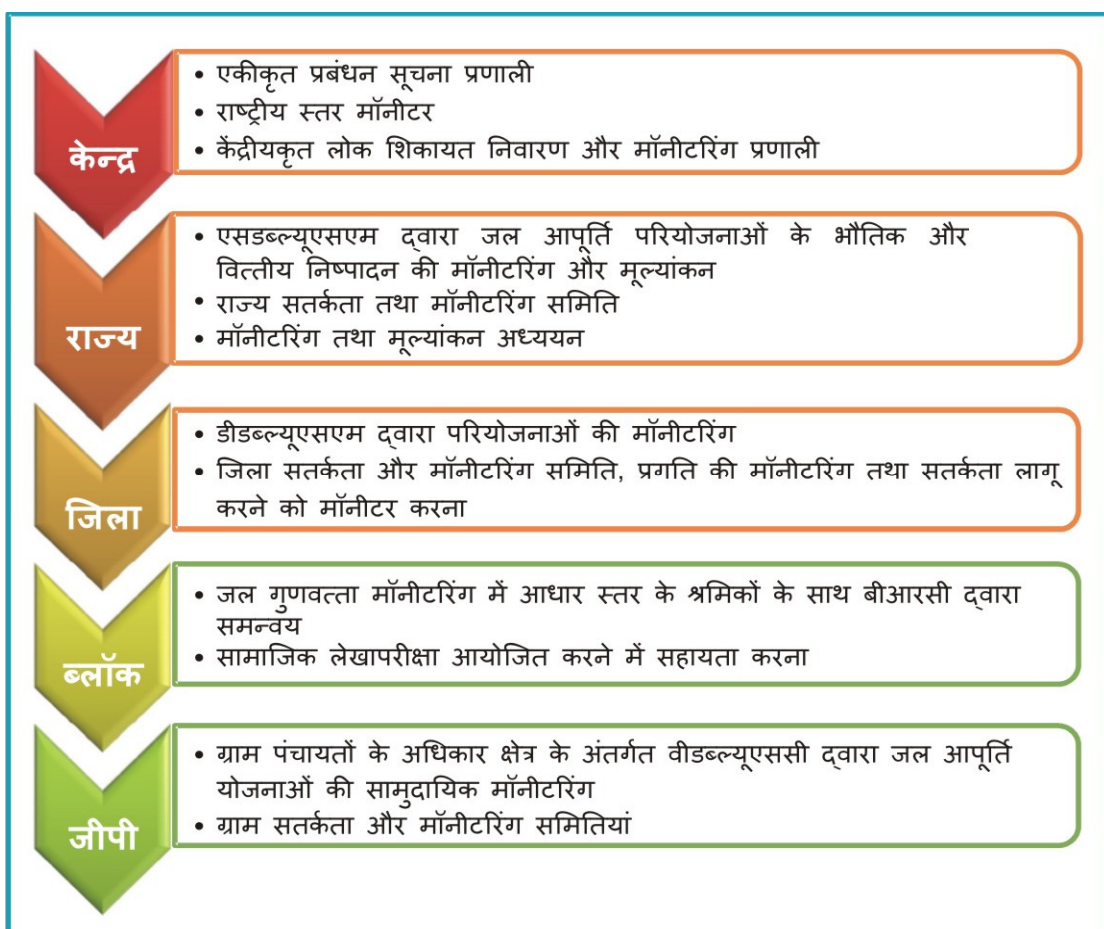 केन्द्र
• एकीकृत प्रबंधन सूचना प्रणाली
• राष्ट्रीय स्तर मॉनीटर
• केंद्रीयकृत लोक शिकायत निवारण और मॉनीटरिंग प्रणाली
राज्य
• एसडब्ल्यूएसएम द्वारा जल आपूर्ति परियोजनाओं के भौतिक और
वित्तीय निष्पादन की मॉनीटरिंग और मूल्यांकन
• राज्य सतर्कता तथा मॉनीटरिंग समिति
• मॉनीटरिंग तथा मूल्यांकन अध्ययन
जिला
• डीडब्ल्यूएसएम द्वारा परियोजनाओं की मॉनीटरिंग
• जिला सतर्कता और मॉनीटरिंग समिति, प्रगति की मॉनीटरिंग तथा सतर्कता लागू
करने को मॉनीटर करना
ब्लॉक
• जल गुणवत्ता मॉनीटरिंग में आधार स्तर के श्रमिकों के साथ बीआरसी द्वारा
समन्वय
• सामाजिक लेखापरीक्षा आयोजित करने में सहायता करना
जीपी
• ग्राम पंचायतों के अधिकार क्षेत्र के अंतर्गत वीडब्ल्यूएससी द्वारा जल आपूर्ति
योजनाओं की सामुदायिक मॉनीटरिंग
• ग्राम सतर्कता और मॉनीटरिंग समितियां